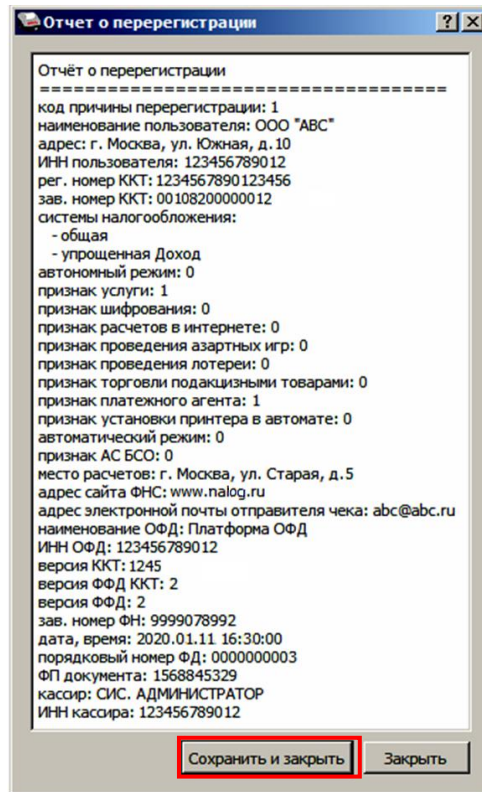 Отчет о перерегистрации
Отчёт о перерегистрации
====================================
код причины перерегистрации: 1
наименование пользователя: ООО "АВС"
адрес: г. Москва, ул. Южная, д.10
ИНН пользователя: 123456789012
рег. номер ККТ: 1234567890123456
зав. номер ККТ: 00108200000012
системы налогообложения:
- общая
- упрощенная Доход
автономный режим: 0
признак услуги: 1
признак шифрования: 0
признак расчетов в интернете: 0
признак проведения азартных игр: 0
признак проведения лотереи: 0
признак торговли подакцизными товарами: 0
признак платежного агента: 1
признак установки принтера в автомате: 0
автоматический режим: 0
признак АС БСО: 0
место расчетов: г. Москва, ул. Старая, д.5
адрес сайта ФНС: www.nalog.ru
адрес электронной почты отправителя чека: abc@abc.ru
наименование ОФД: Платформа ОФД
ИНН ОФД: 123456789012
версия ККТ: 1245
версия ФФД ККТ: 2
версия ФФД: 2
зав. номер ФН: 9999078992
дата, время: 2020.01.11 16:30:00
порядковый номер ФД: 0000000003
ФП документа: 1568845329
кассир: СИС. АДМИНИСТРАТОР
ИНН кассира: 123456789012
Сохранить и закрыть Закрыть